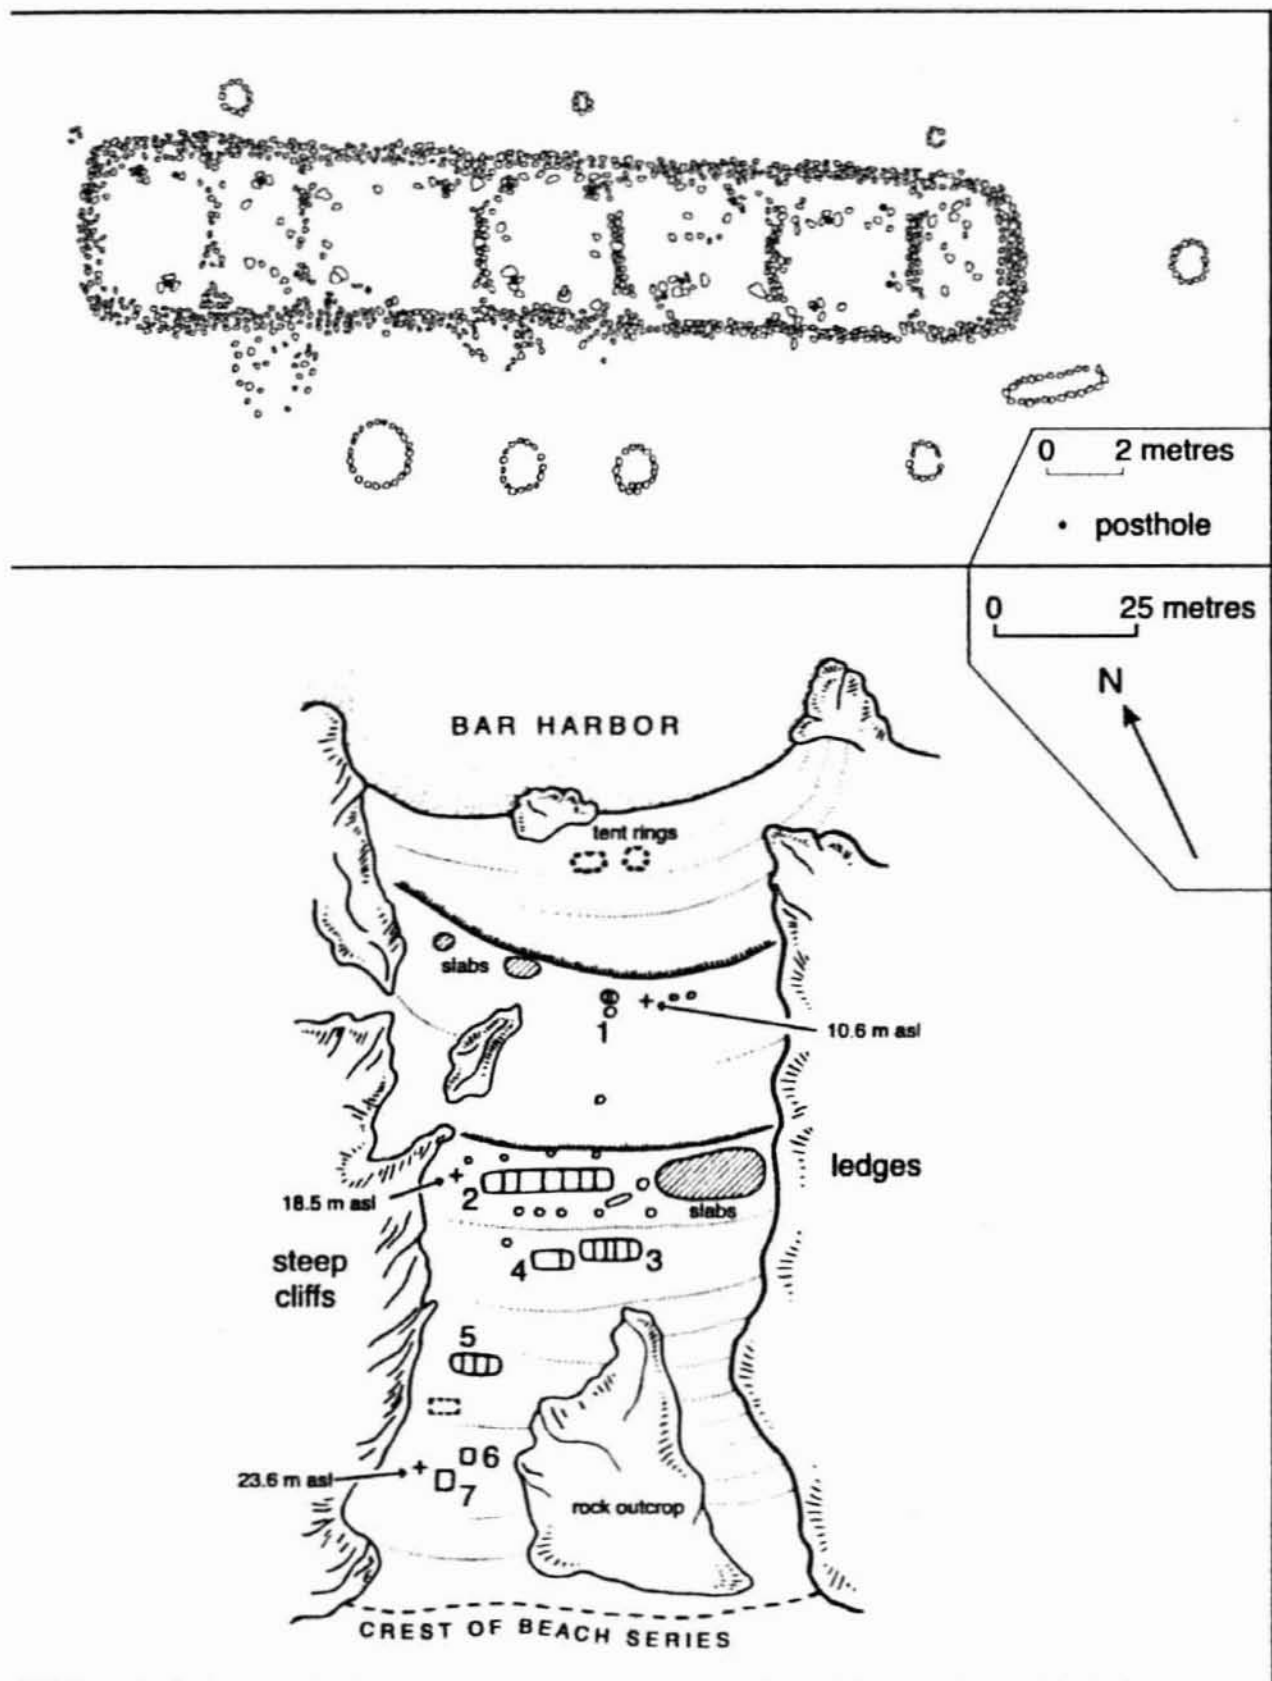 0 2 metres
posthole
0 25 metres
N
BAR HARBOR
tent rings
slabs
1
10.6 m asl
ledges
18.5 m asl
2
slabs
steep
cliffs
4
3
5
6
23.6 m asl
7
rock outcrop
CREST OF BEACH SERIES